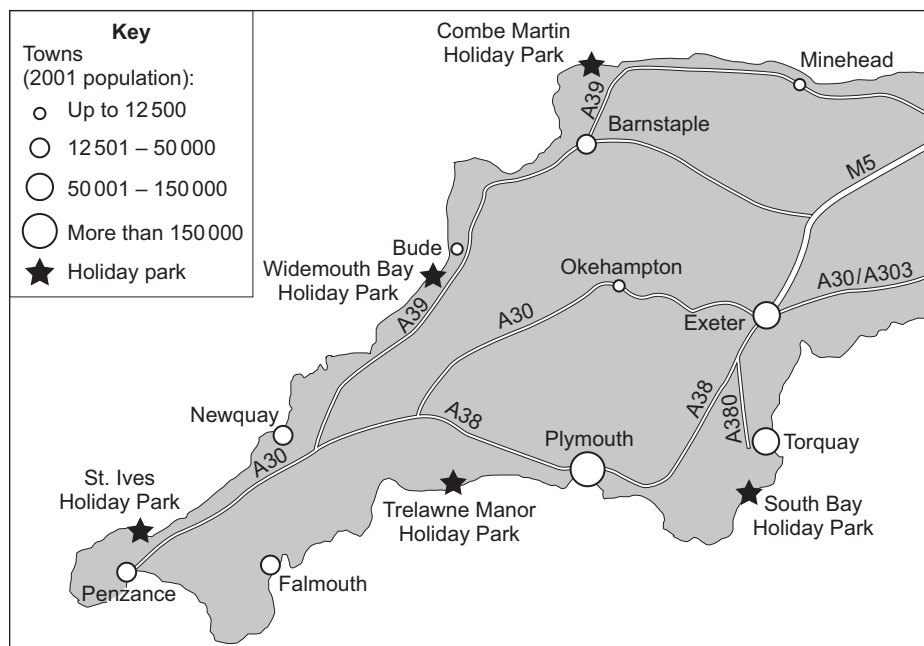 Key
Towns
(2001 population):
Up to 12 500
12 501 – 50 000
50 001 – 150 000
More than 150 000
Holiday park
Combe Martin
Holiday Park
Minehead
A39
Barnstaple
M5
Bude
Widemouth Bay
Holiday Park
Okehampton
A30/A303
A39
A30
Exeter
Newquay
A38
A38
A380
Plymouth
Torquay
A30
St. Ives
Holiday Park
Trelawne Manor
Holiday Park
South Bay
Holiday Park
Penzance
Falmouth